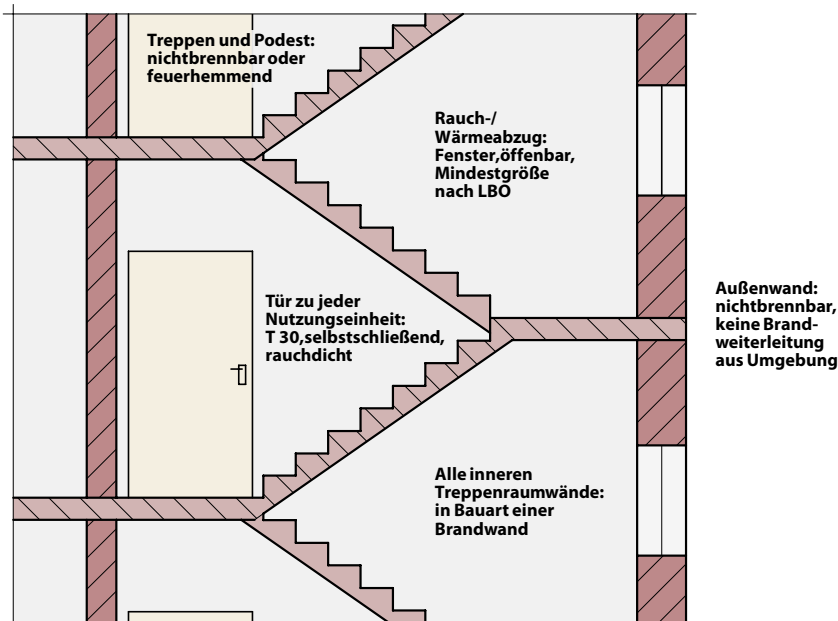 Treppen und Podest:
nichtbrennbar oder
feuerhemmend
Rauch-/
Wärmeabzug:
Fenster,öffenbar,
Mindestgröße
nach LBO
Tür zu jeder
Nutzungseinheit:
T 30,selbstschließend,
rauchdicht
Außenwand:
nichtbrennbar,
keine Brand-
weiterleitung
aus Umgebung
Alle inneren
Treppenraumwände:
in Bauart einer
Brandwand